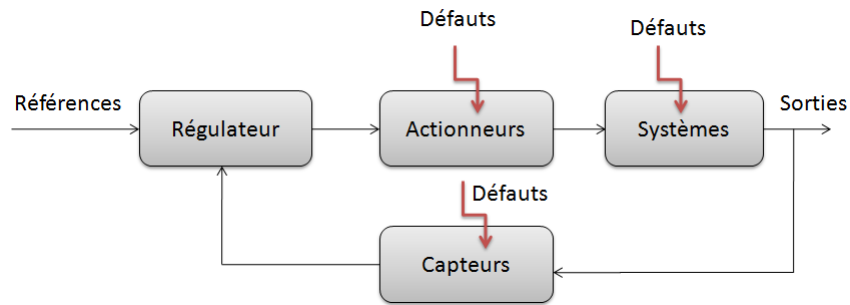 Défauts
Défauts
Références
Régulateur
Actionneurs
Systèmes
Sorties
Défauts
Capteurs